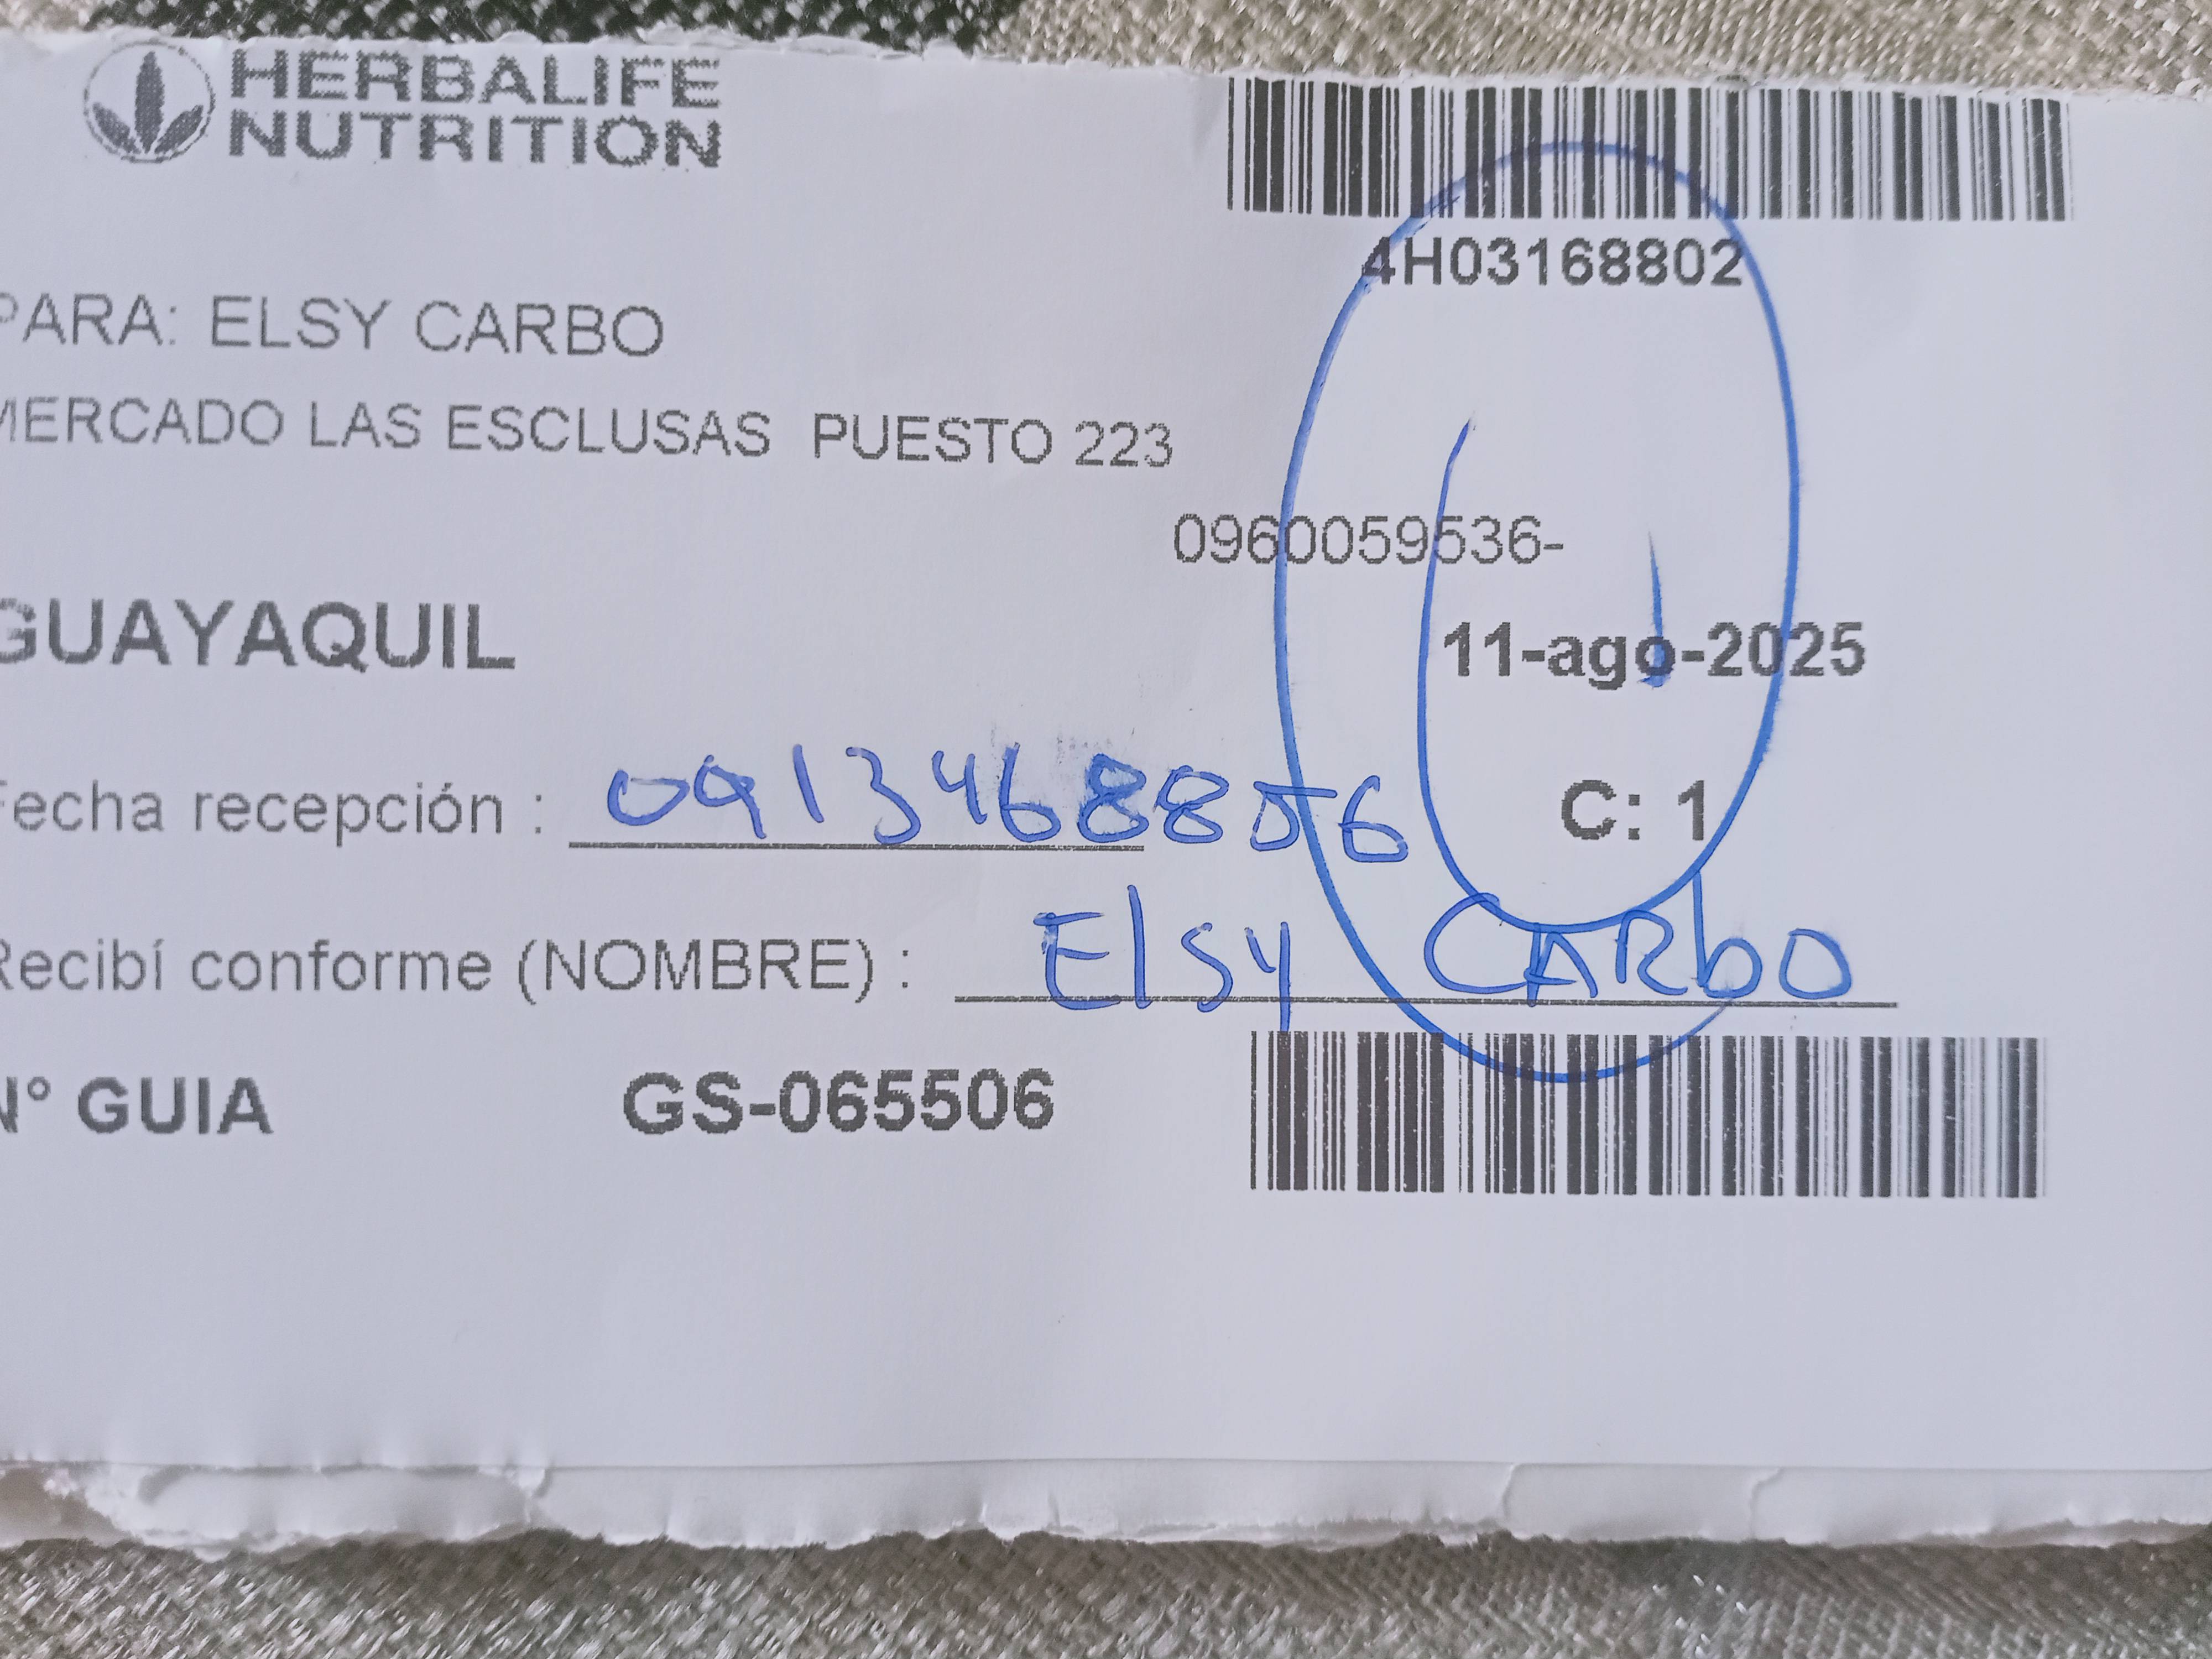 HERBALIFE
NUTRITION
4H03168802
PARA: ELSY CARBO
MERCADO LAS ESCLUSAS PUESTO 223
0960059536-
GUAYAQUIL
11-ago-2025
C: 1
Fecha recepción : 0913468856
Recibí conforme (NOMBRE) : Elsy CARbO
N° GUIA GS-065506